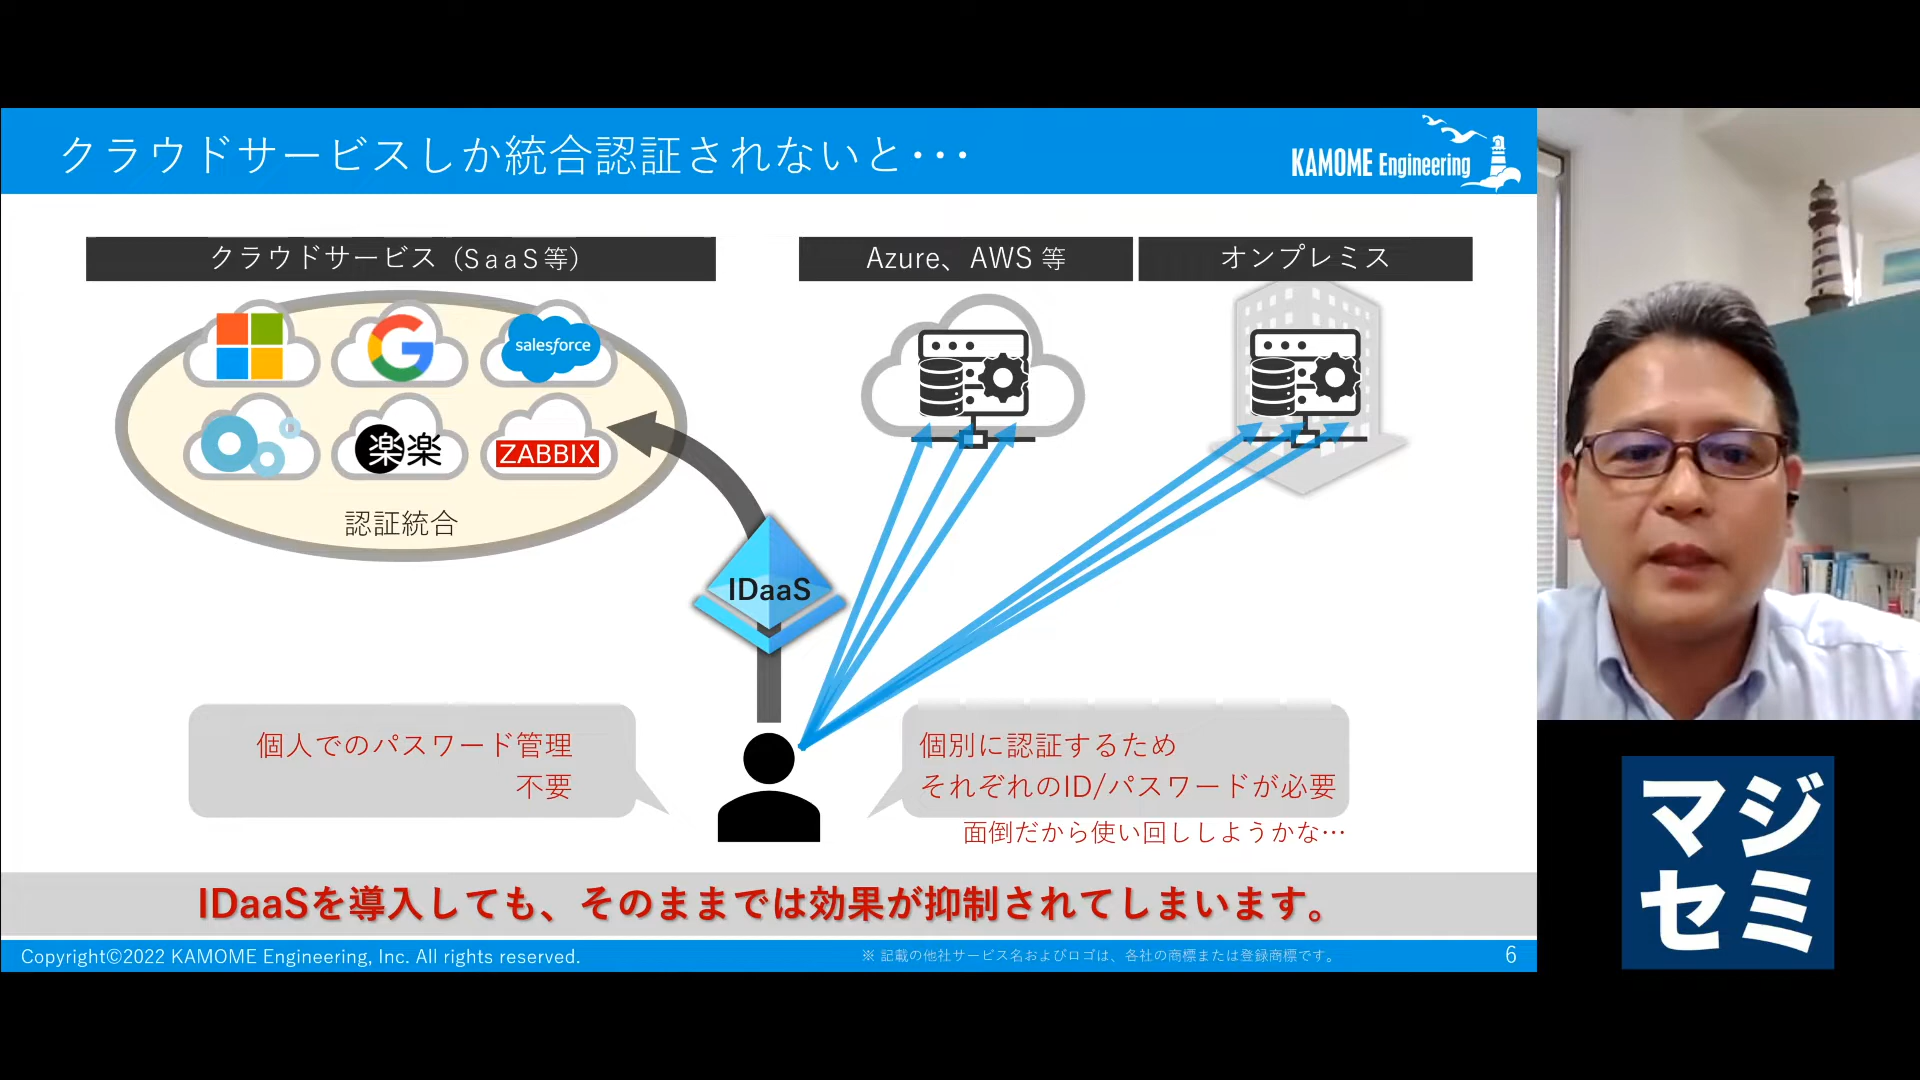 クラウドサービスしか統合認証されないと･･･
KAMOME Engineering
クラウドサービス（SaaS等）
Azure、AWS 等
オンプレミス
salesforce
楽楽
ZABBIX
認証統合
IDaaS
個人でのパスワード管理
不要
個別に認証するため
それぞれのID/パスワードが必要
面倒だから使い回ししようかな…
IDaaSを導入しても、そのままでは効果が抑制されてしまいます。
Copyright©2022 KAMOME Engineering, Inc. All rights reserved.
※ 記載の他社サービス名およびロゴは、各社の商標または登録商標です。
6
マジ
セミ